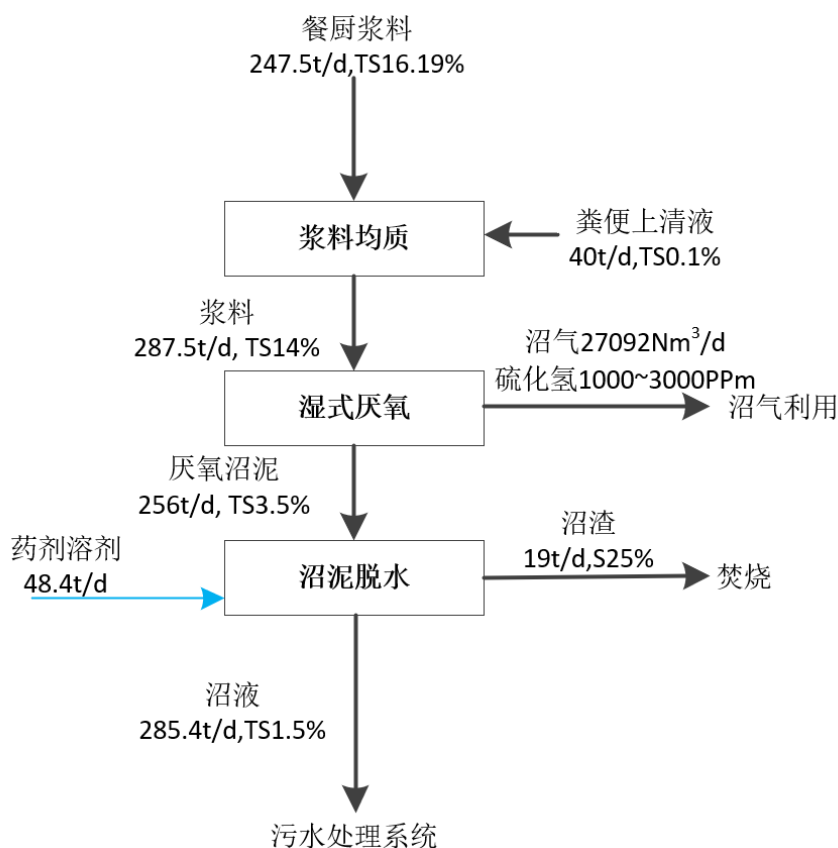 餐厨浆料
247.5t/d,TS16.19%
浆料均质
粪便上清液
40t/d,TS0.1%
浆料
287.5t/d, TS14%
沼气27092Nm³/d
硫化氢1000~3000PPm
湿式厌氧
沼气利用
厌氧沼泥
256t/d, TS3.5%
药剂溶剂
48.4t/d
沼泥脱水
沼渣
19t/d,S25%
焚烧
沼液
285.4t/d,TS1.5%
污水处理系统